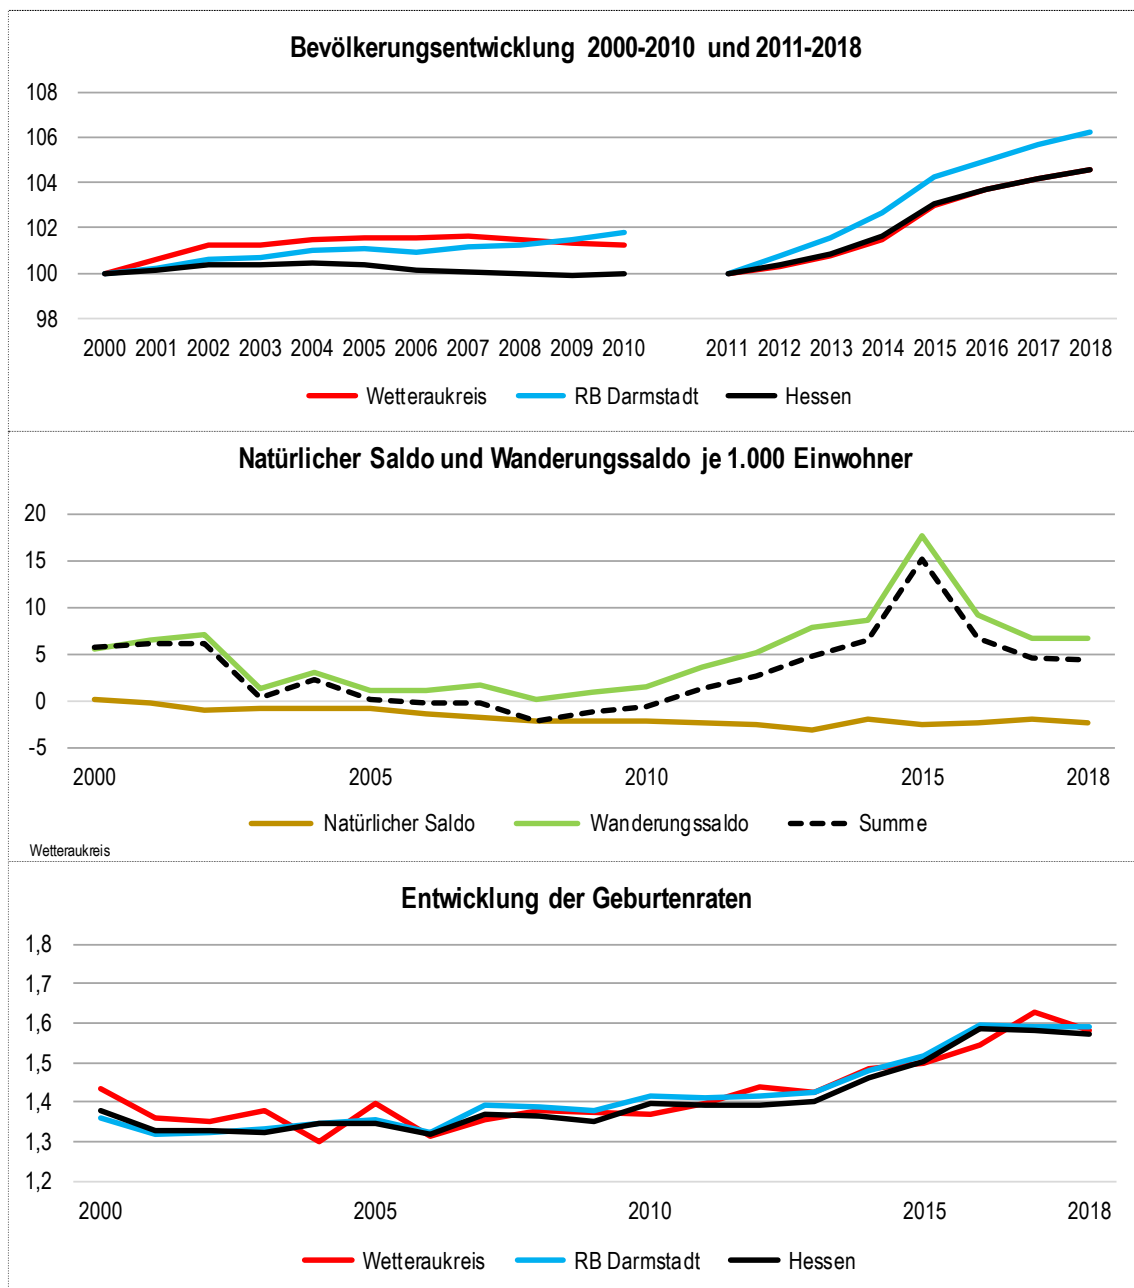 Bevölkerungsentwicklung 2000-2010 und 2011-2018
108
106
104
102
100
98
2000 2001 2002 2003 2004 2005 2006 2007 2008 2009 2010 2011 2012 2013 2014 2015 2016 2017 2018
Wetteraukreis RB Darmstadt Hessen
Natürlicher Saldo und Wanderungssaldo je 1.000 Einwohner
20
15
10
5
0
-5
2000 2005 2010 2015 2018
Natürlicher Saldo Wanderungssaldo Summe
Wetteraukreis
Entwicklung der Geburtenraten
1,8
1,7
1,6
1,5
1,4
1,3
1,2
2000 2005 2010 2015 2018
Wetteraukreis RB Darmstadt Hessen